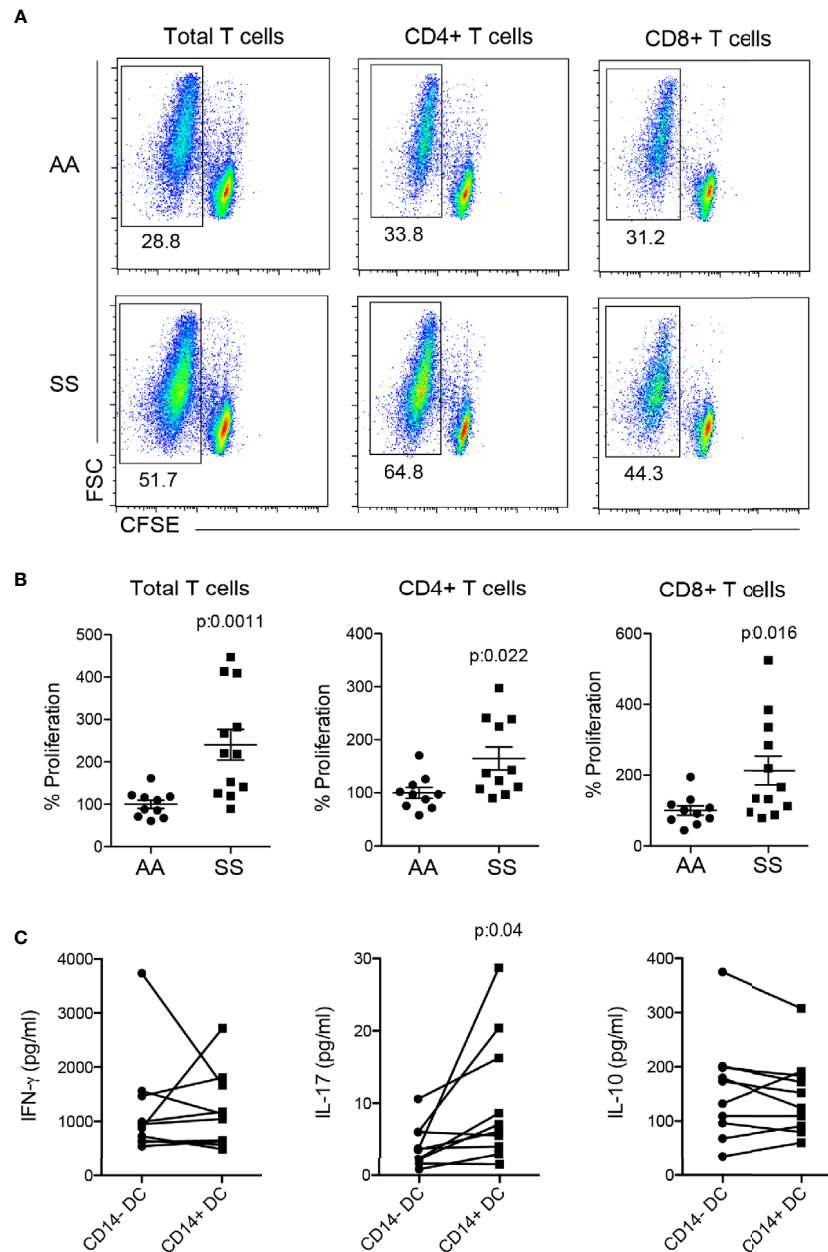 A
Total T cells
CD4+ T cells
CD8+ T cells
AA
28.8
33.8
31.2
SS
51.7
64.8
44.3
FSC
CFSE
B
Total T cells
CD4+ T cells
CD8+ T cells
% Proliferation
500
400
300
200
100
0
p:0.0011
AA
SS
% Proliferation
400
300
200
100
0
p:0.022
AA
SS
% Proliferation
600
400
200
0
p:0.016
AA
SS
C
IFN-γ (pg/ml)
4000
3000
2000
1000
0
CD14- DC
CD14+ DC
p:0.04
IL-17 (pg/ml)
30
20
10
0
CD14- DC
CD14+ DC
IL-10 (pg/ml)
400
300
200
100
0
CD14- DC
CD14+ DC